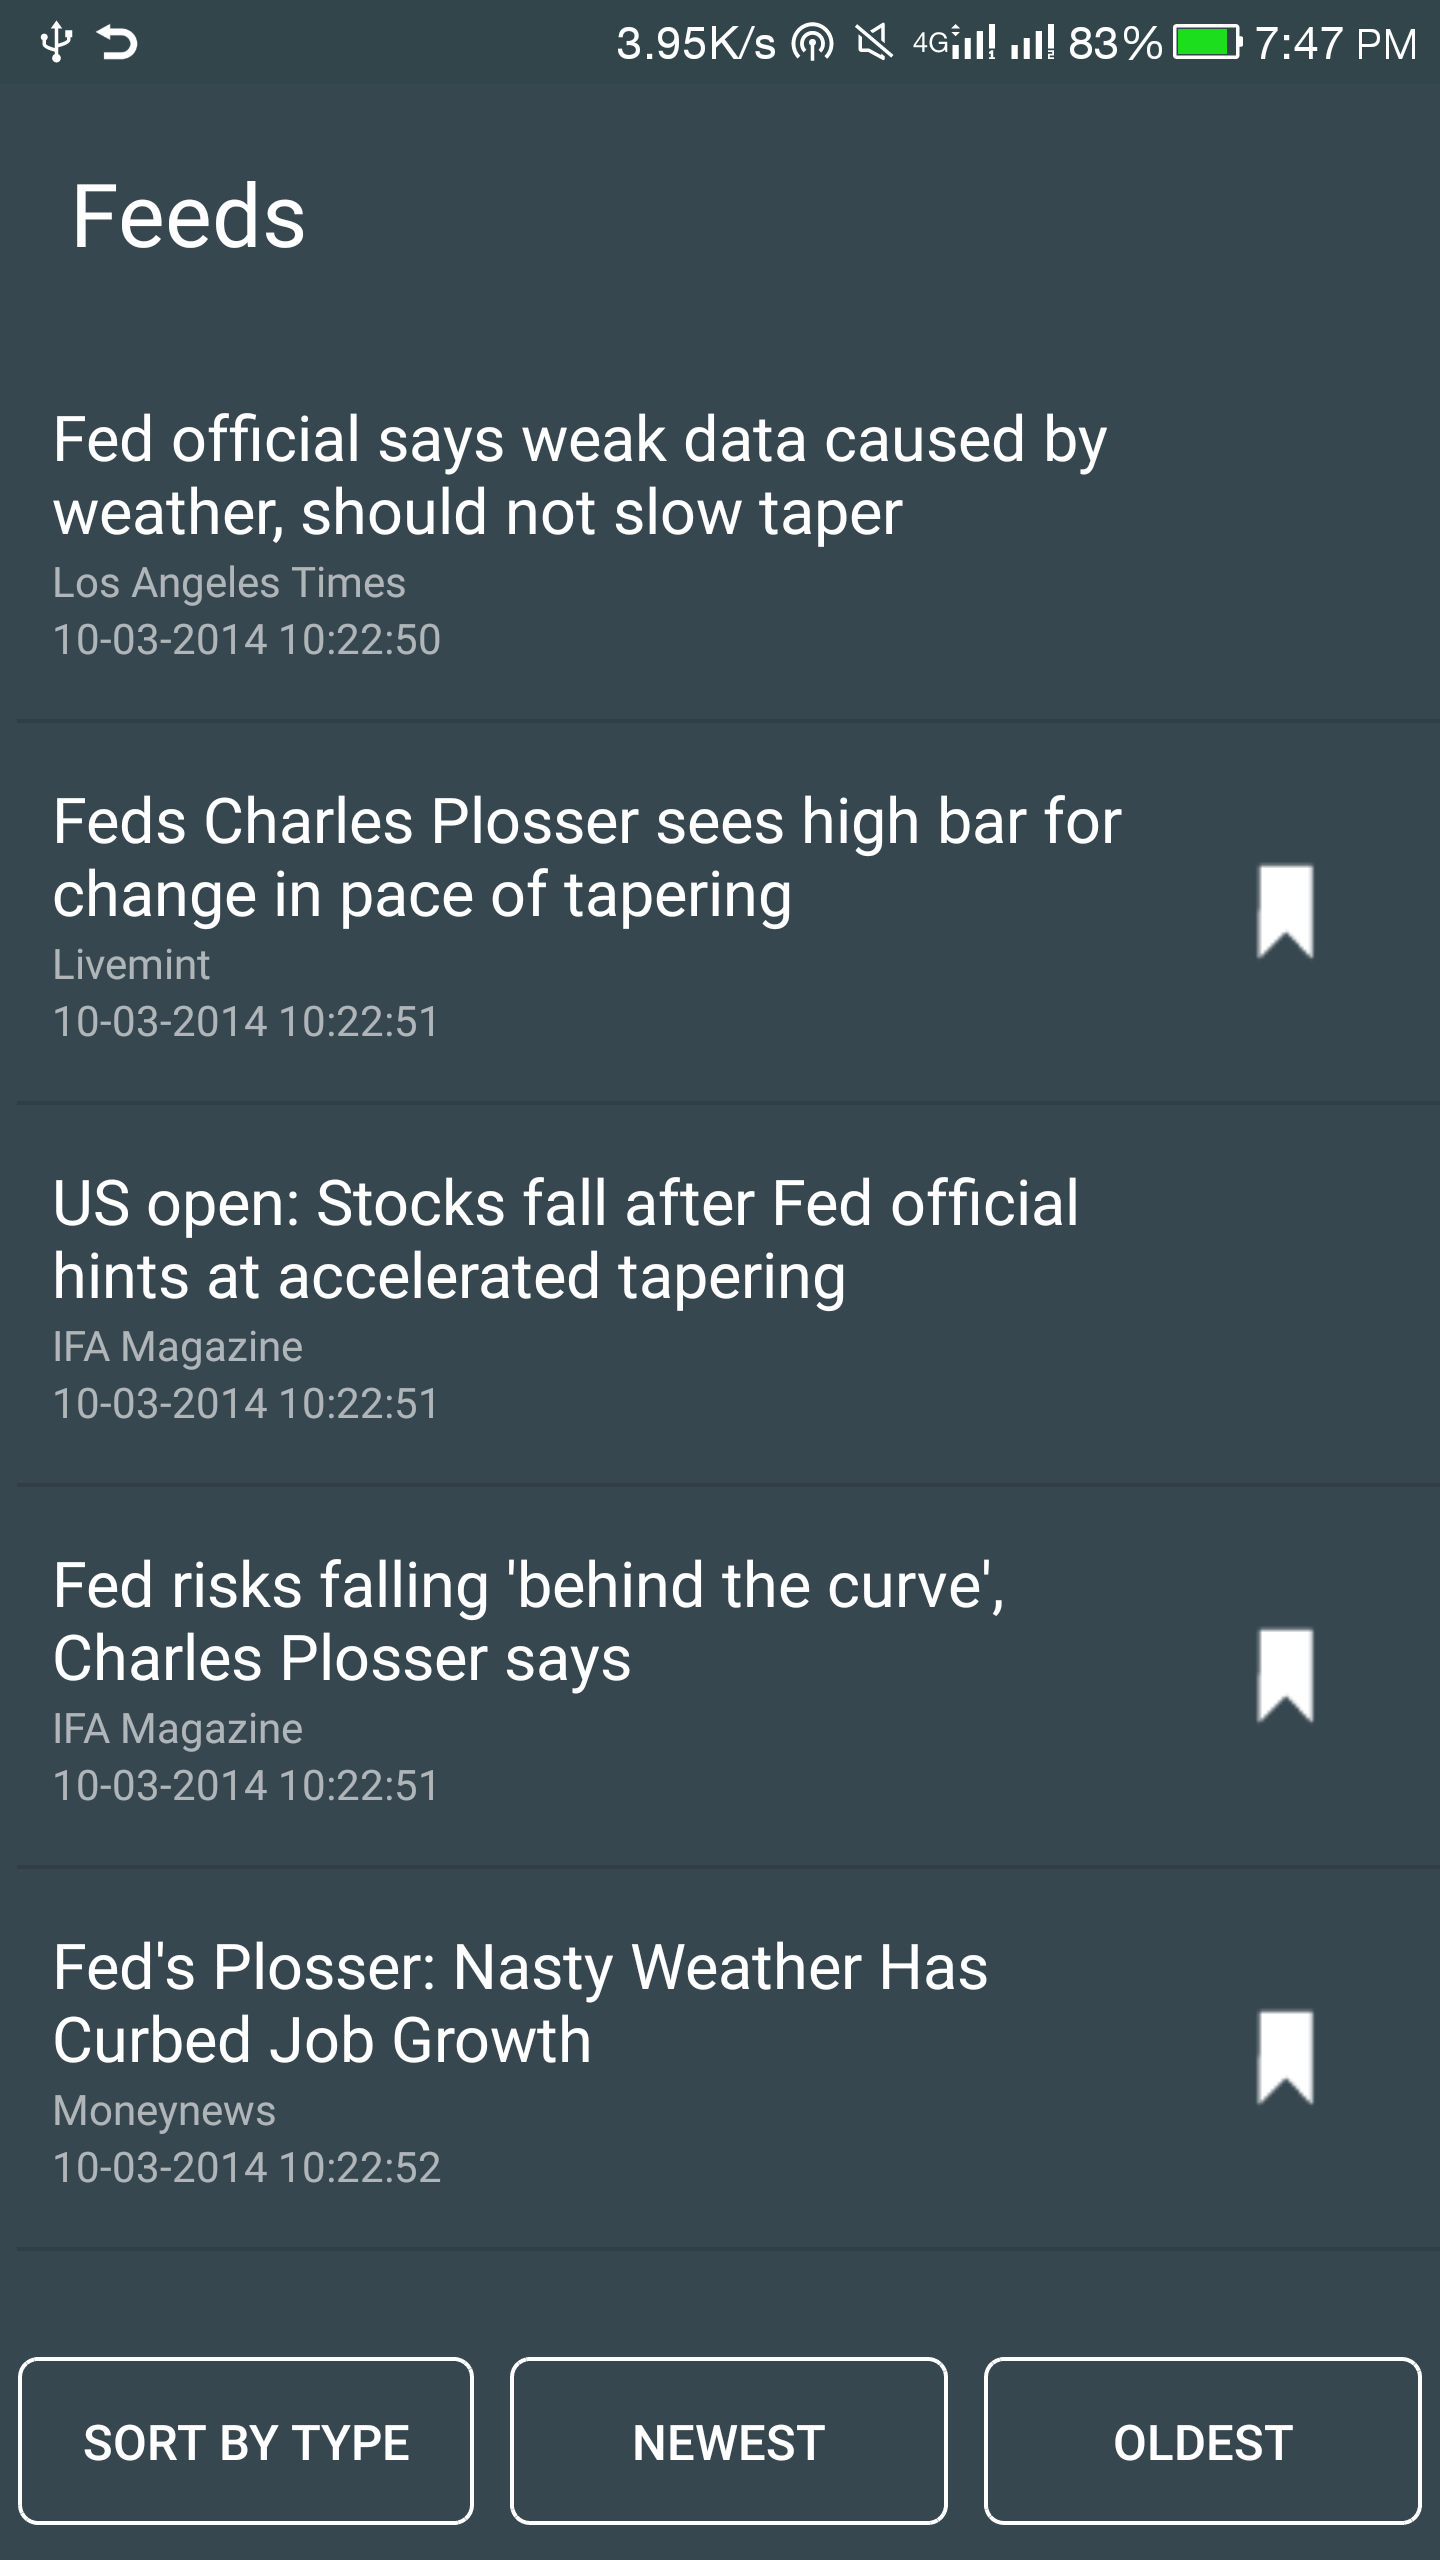 3.95K/s 4G 83% 7:47 PM
Feeds
Fed official says weak data caused by
weather, should not slow taper
Los Angeles Times
10-03-2014 10:22:50
Feds Charles Plosser sees high bar for
change in pace of tapering
Livemint
10-03-2014 10:22:51
US open: Stocks fall after Fed official
hints at accelerated tapering
IFA Magazine
10-03-2014 10:22:51
Fed risks falling 'behind the curve',
Charles Plosser says
IFA Magazine
10-03-2014 10:22:51
Fed's Plosser: Nasty Weather Has
Curbed Job Growth
Moneynews
10-03-2014 10:22:52
SORT BY TYPE NEWEST OLDEST